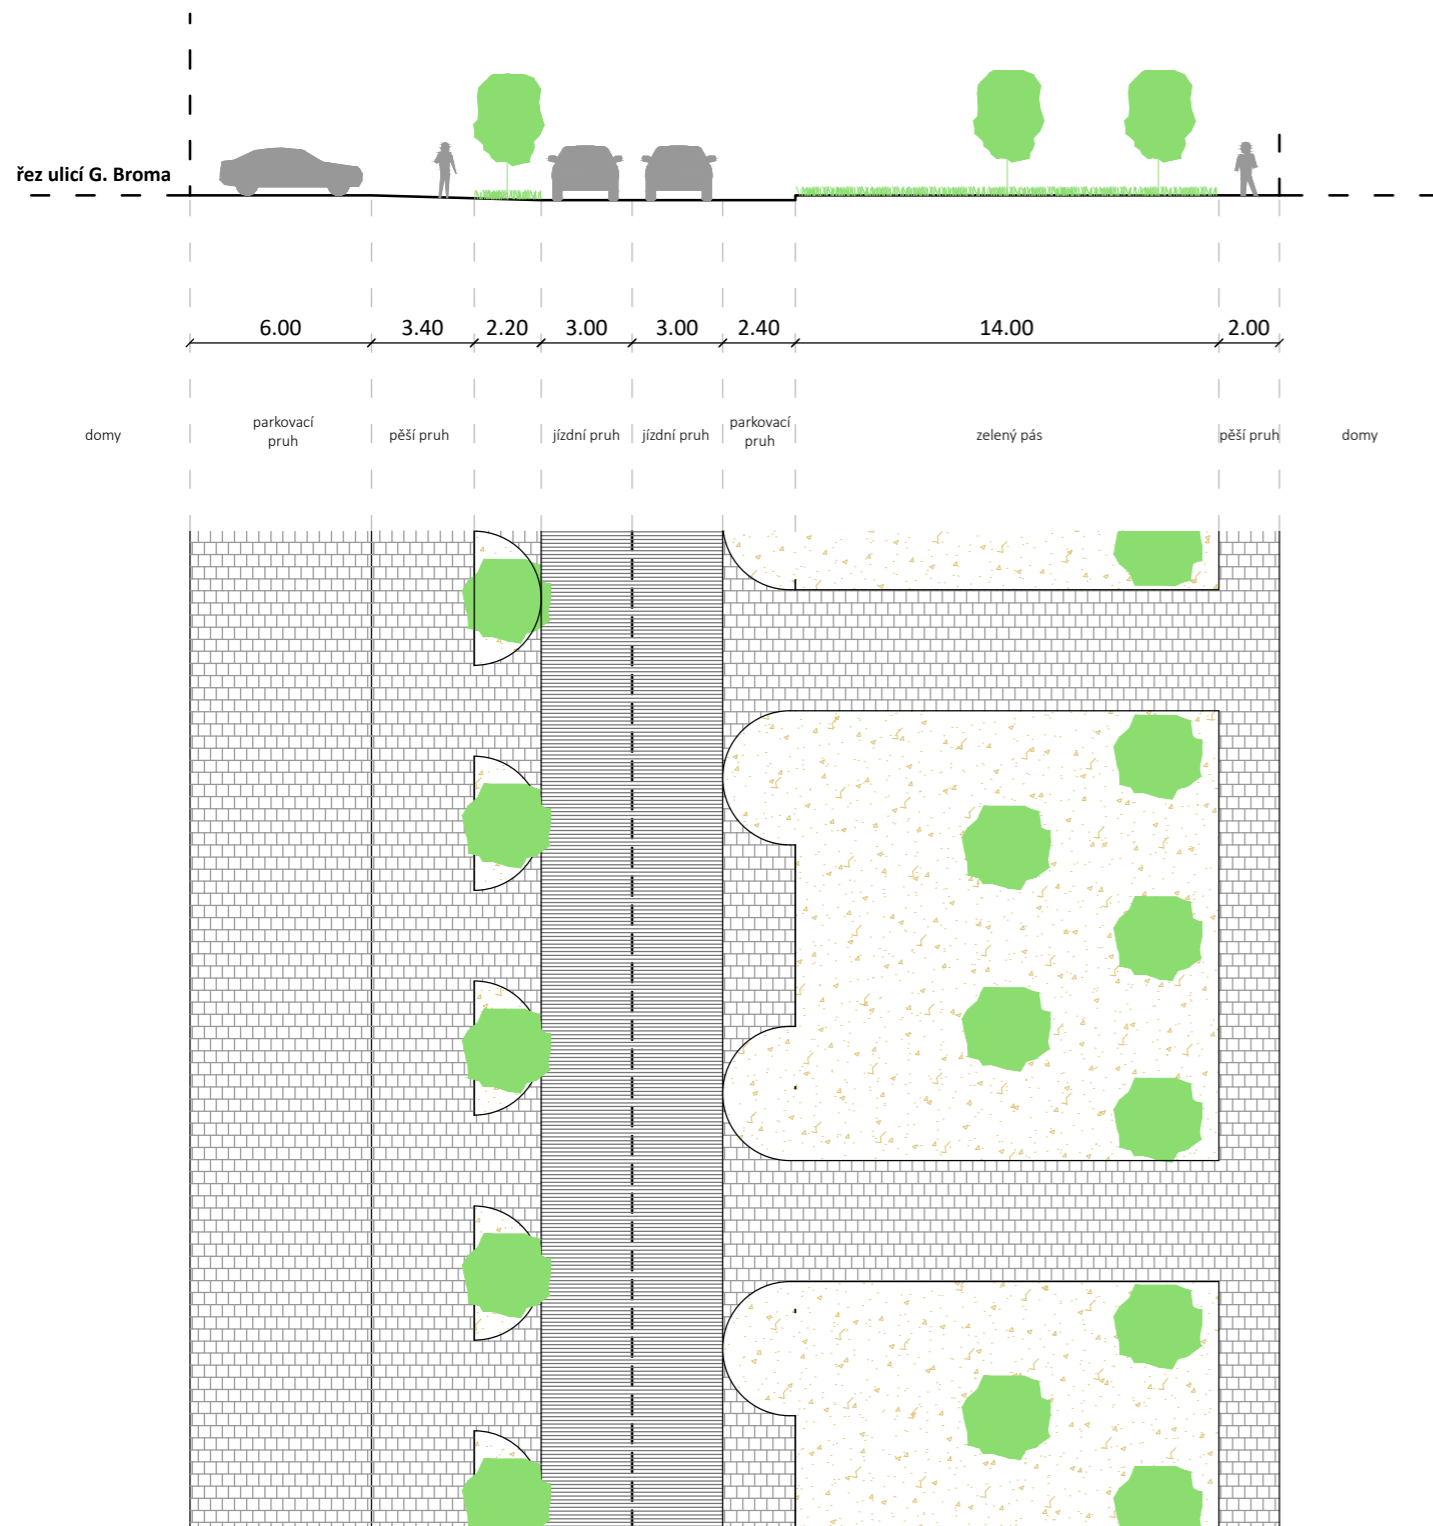 řez ulicí G. Broma
6.00 3.40 2.20 3.00 3.00 2.40 14.00 2.00
domy
parkovací
pruh
pěší pruh
jízdní pruh
jízdní pruh
parkovací
pruh
zelený pás
pěší pruh
domy